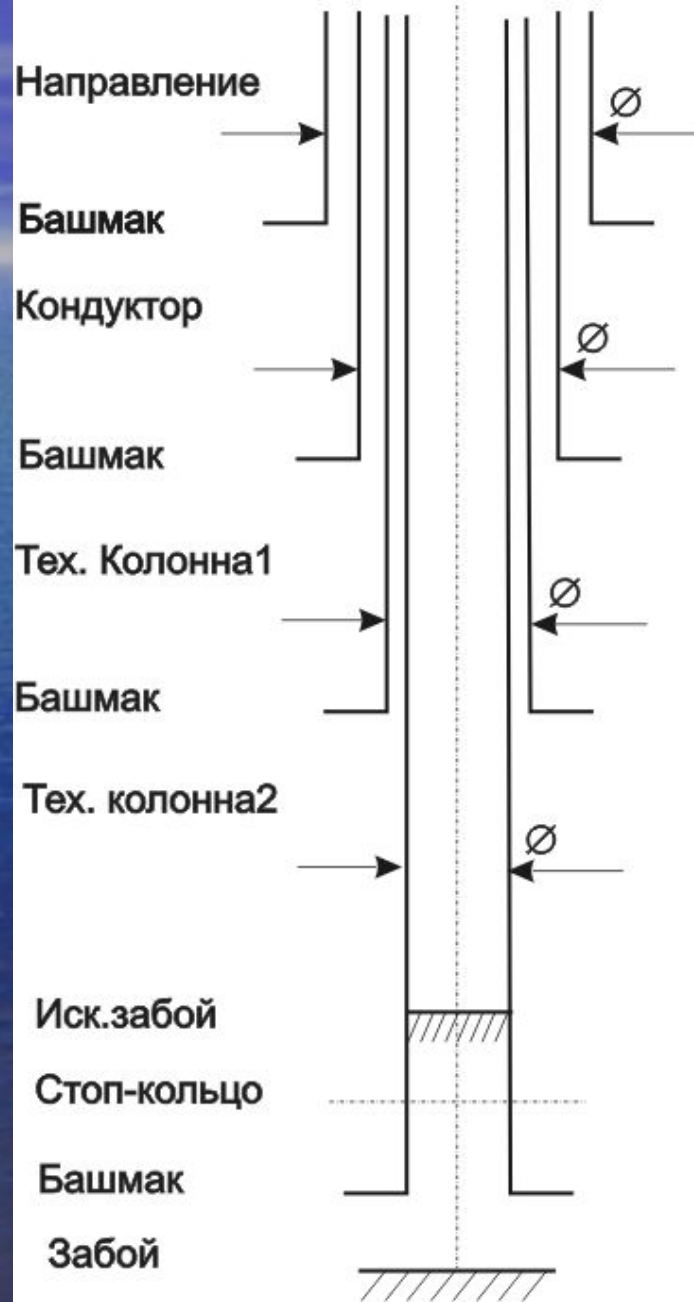 Направление
Ø
Башмак
Кондуктор
Ø
Башмак
Тех. Колонна1
Ø
Башмак
Тех. колонна2
Ø
Иск.забой
Стоп-кольцо
Башмак
Забой